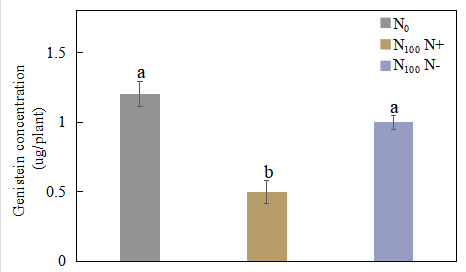 N₀
N₁₀₀ N+
N₁₀₀ N-
Genistein concentration
(ug/plant)
1.5
1
0.5
0
a
b
a